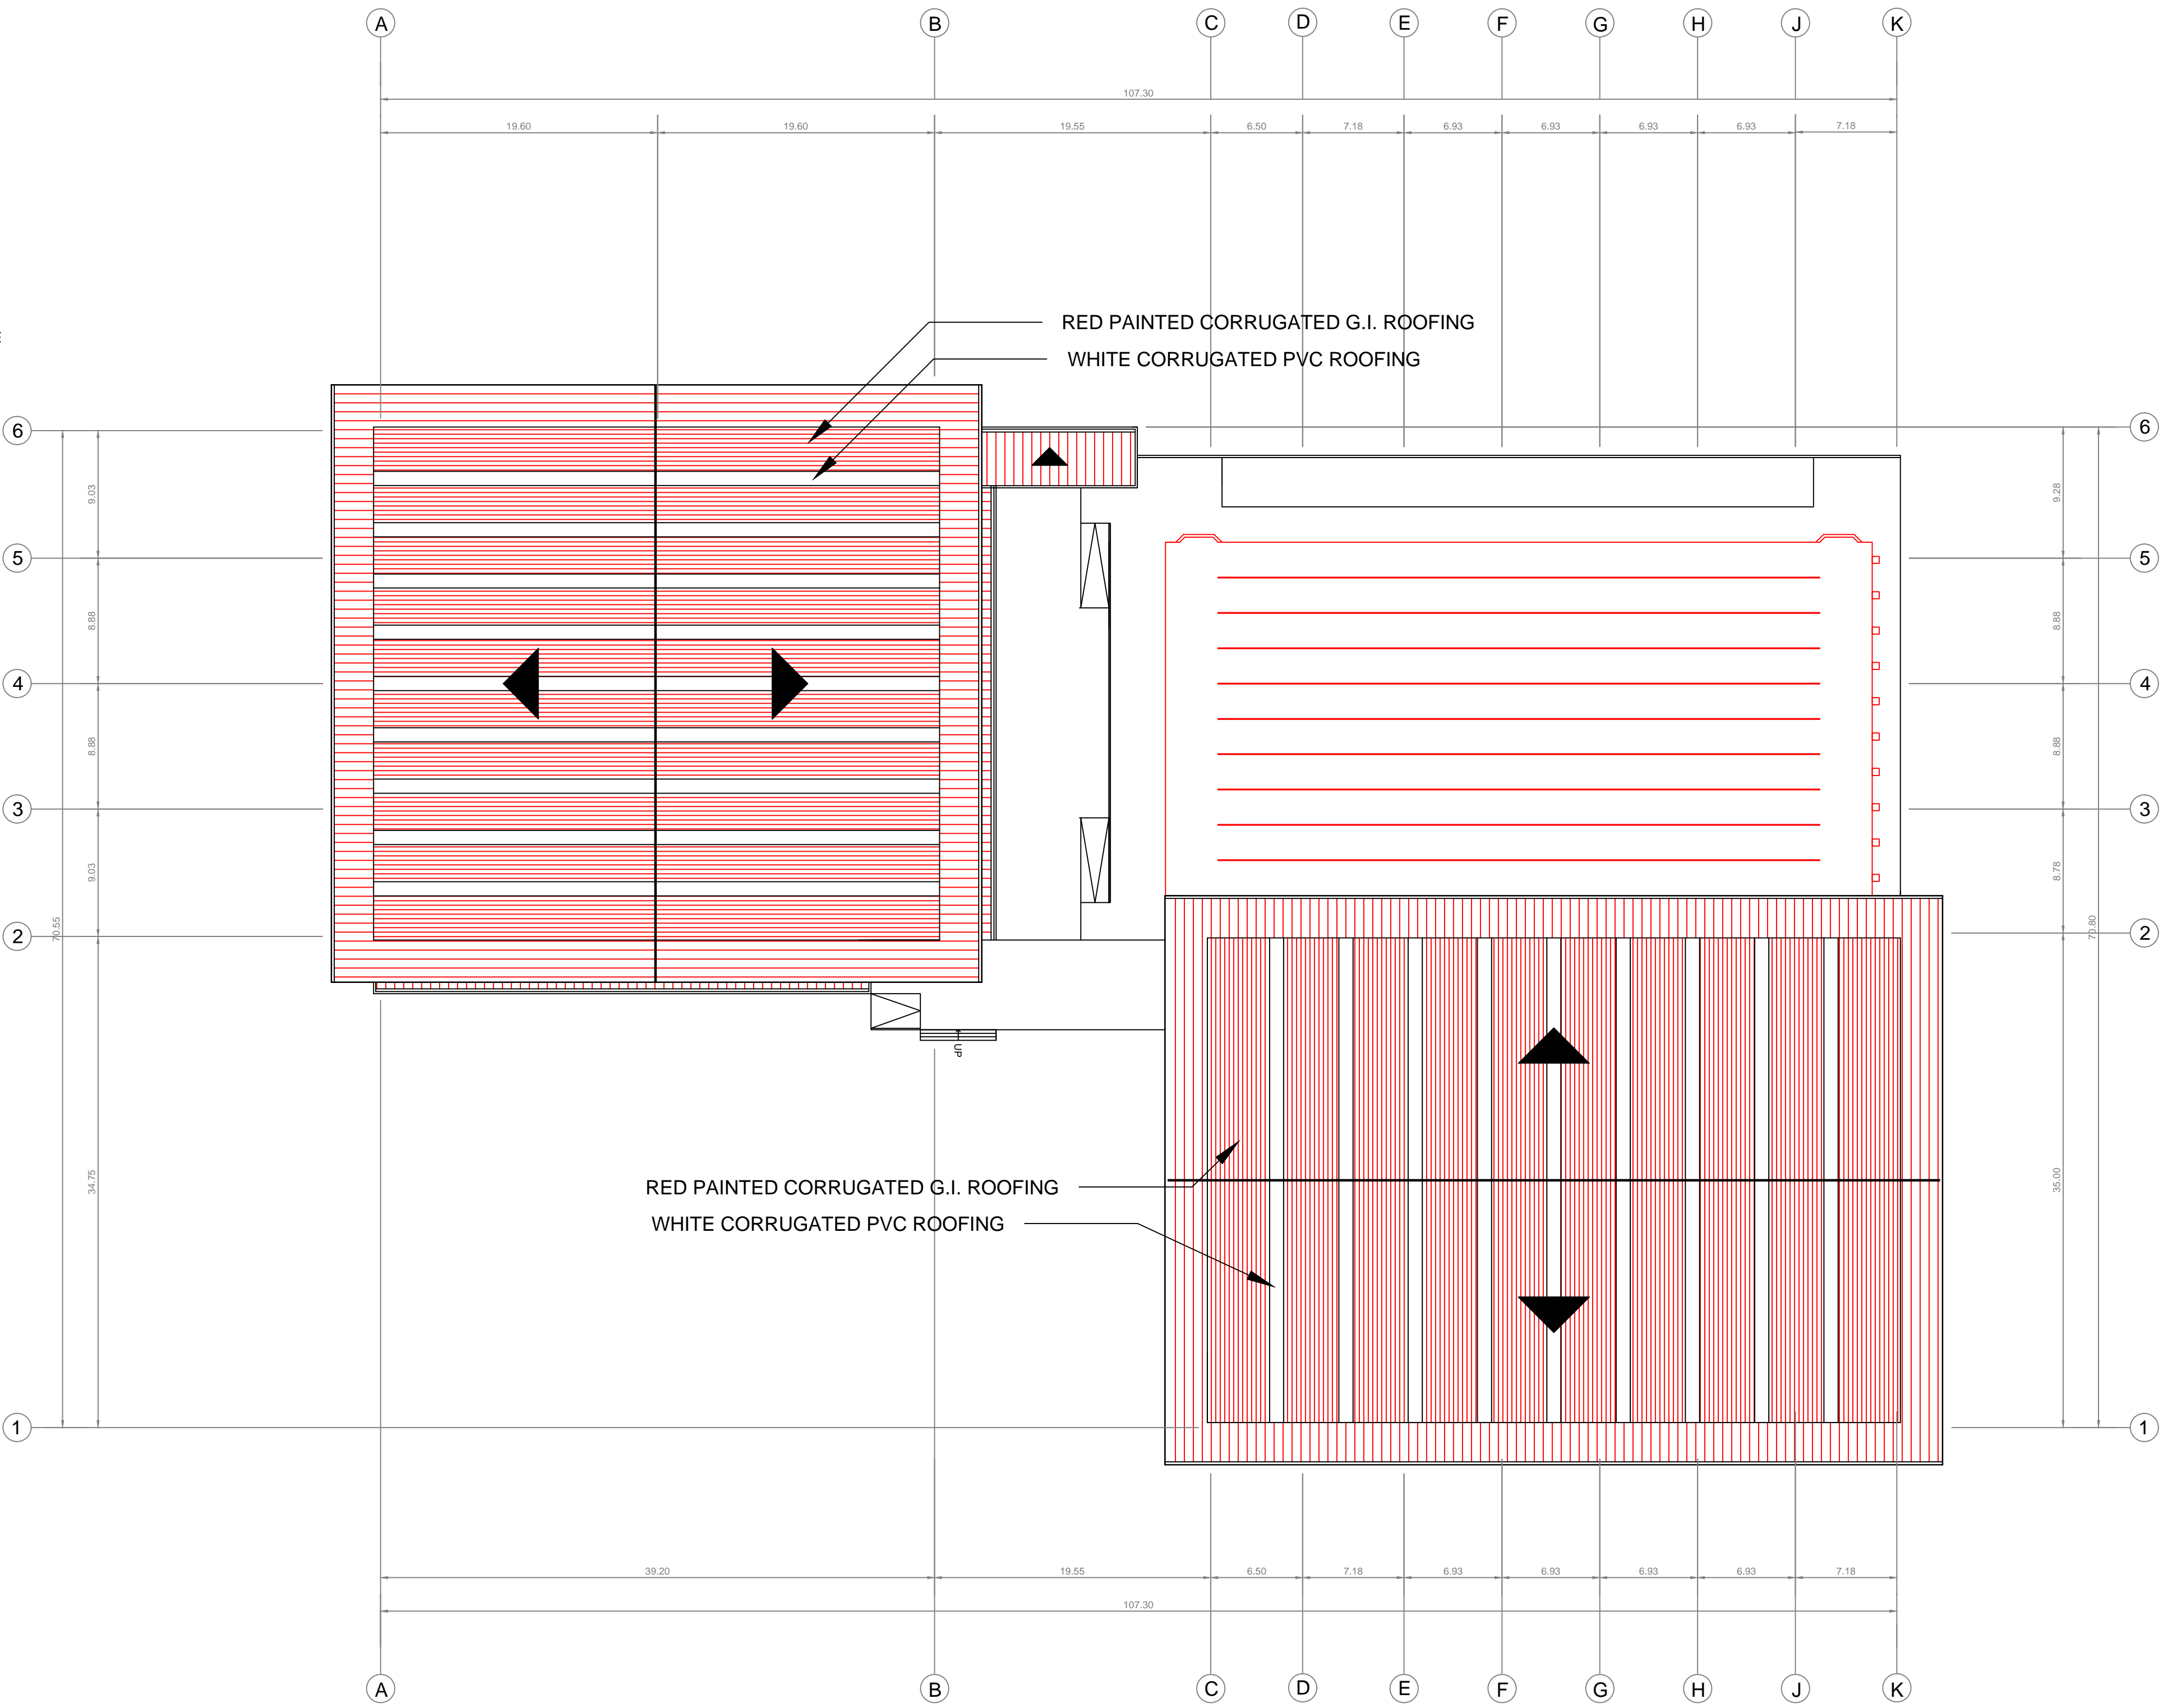 A B C D E F G H J K
107.30
19.60 19.60 19.55 6.50 7.18 6.93 6.93 6.93 6.93 7.18
RED PAINTED CORRUGATED G.I. ROOFING
WHITE CORRUGATED PVC ROOFING
6 6
9.03 9.28
5 5
8.88 8.88
4 4
8.88 8.88
3 3
9.03 8.78
2 2
70.55 70.80
UP
34.75 35.00
RED PAINTED CORRUGATED G.I. ROOFING
WHITE CORRUGATED PVC ROOFING
1 1
39.20 19.55 6.50 7.18 6.93 6.93 6.93 6.93 7.18
107.30
A B C D E F G H J K